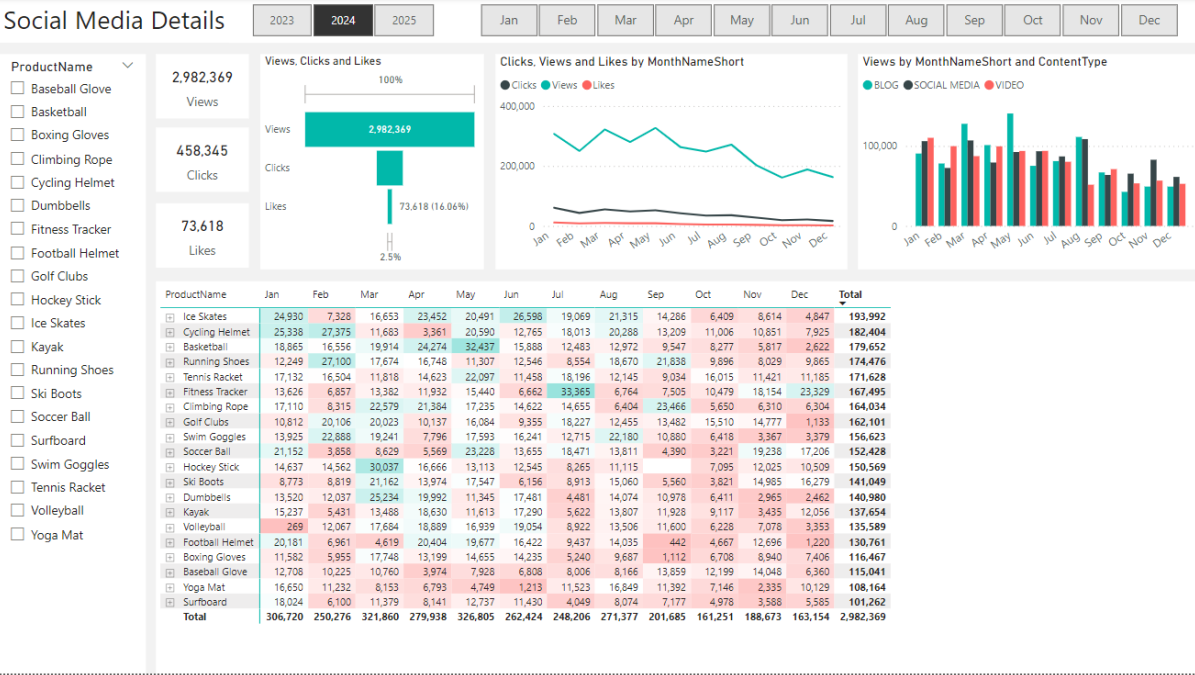 Social Media Details
2023 2024 2025
Jan Feb Mar Apr May Jun Jul Aug Sep Oct Nov Dec
ProductName
Baseball Glove
Basketball
Boxing Gloves
Climbing Rope
Cycling Helmet
Dumbbells
Fitness Tracker
Football Helmet
Golf Clubs
Hockey Stick
Ice Skates
Kayak
Running Shoes
Ski Boots
Soccer Ball
Surfboard
Swim Goggles
Tennis Racket
Volleyball
Yoga Mat
2,982,369
Views
458,345
Clicks
73,618
Likes
Views, Clicks and Likes
100%
Views 2,982,369
Clicks
Likes 73,618 (16.06%)
2.5%
Clicks, Views and Likes by MonthNameShort
Clicks Views Likes
400,000
200,000
0
Jan Feb Mar Apr May Jun Jul Aug Sep Oct Nov Dec
Views by MonthNameShort and ContentType
BLOG SOCIAL MEDIA VIDEO
100,000
0
Jan Feb Mar Apr May Jun Jul Aug Sep Oct Nov Dec
ProductName Jan Feb Mar Apr May Jun Jul Aug Sep Oct Nov Dec Total
Ice Skates 24,930 7,328 16,653 23,452 20,491 26,598 19,069 21,315 14,286 6,409 8,614 4,847 193,992
Cycling Helmet 25,338 27,375 11,683 3,361 20,590 12,765 18,013 20,288 13,209 11,006 10,851 7,925 182,404
Basketball 18,865 16,556 19,914 24,274 32,437 15,888 12,483 12,972 9,547 8,277 5,817 2,622 179,652
Running Shoes 12,249 27,100 17,674 16,748 11,307 12,546 8,554 18,670 21,838 9,896 8,029 9,865 174,476
Tennis Racket 17,132 16,504 11,818 14,623 22,097 11,458 18,196 12,145 9,034 16,015 11,421 11,185 171,628
Fitness Tracker 13,626 6,857 13,382 11,932 15,440 6,662 33,365 6,764 7,505 10,479 18,154 23,329 167,495
Climbing Rope 17,110 8,315 22,579 21,384 17,235 14,622 14,655 6,404 23,466 5,650 6,310 6,304 164,034
Golf Clubs 10,812 20,106 20,023 10,137 16,084 9,355 18,227 12,455 13,482 15,510 14,777 1,133 162,101
Swim Goggles 13,925 22,888 19,241 7,796 17,593 16,241 12,715 22,180 10,880 6,418 3,367 3,379 156,623
Soccer Ball 21,152 3,858 8,629 5,569 23,228 13,655 18,471 13,811 4,390 3,221 19,238 17,206 152,428
Hockey Stick 14,637 14,562 30,037 16,666 13,113 12,545 8,265 11,115 7,095 12,025 10,509 150,569
Ski Boots 8,773 8,819 21,162 13,974 17,547 6,156 8,913 15,060 5,560 3,821 14,985 16,279 141,049
Dumbbells 13,520 12,037 25,234 19,992 11,345 17,481 4,481 14,074 10,978 6,411 2,965 2,462 140,980
Kayak 15,237 5,431 13,488 18,630 11,613 17,290 5,622 13,807 11,928 9,117 3,435 12,056 137,654
Volleyball 269 12,067 17,684 18,889 16,939 19,054 8,922 13,506 11,600 6,228 7,078 3,353 135,589
Football Helmet 20,181 6,961 4,619 20,404 19,677 16,422 9,437 14,035 442 4,667 12,696 1,220 130,761
Boxing Gloves 11,582 5,955 17,748 13,199 14,655 14,235 5,240 9,687 1,112 6,708 8,940 7,406 116,467
Baseball Glove 12,708 10,225 10,760 3,974 7,928 6,808 8,006 8,166 13,859 12,199 14,048 6,360 115,041
Yoga Mat 16,650 11,232 8,153 6,793 4,749 1,213 11,523 16,849 11,392 7,146 2,335 10,129 108,164
Surfboard 18,024 6,100 11,379 8,141 12,737 11,430 4,049 8,074 7,177 4,978 3,588 5,585 101,262
Total 306,720 250,276 321,860 279,938 326,805 262,424 248,206 271,377 201,685 161,251 188,673 163,154 2,982,369